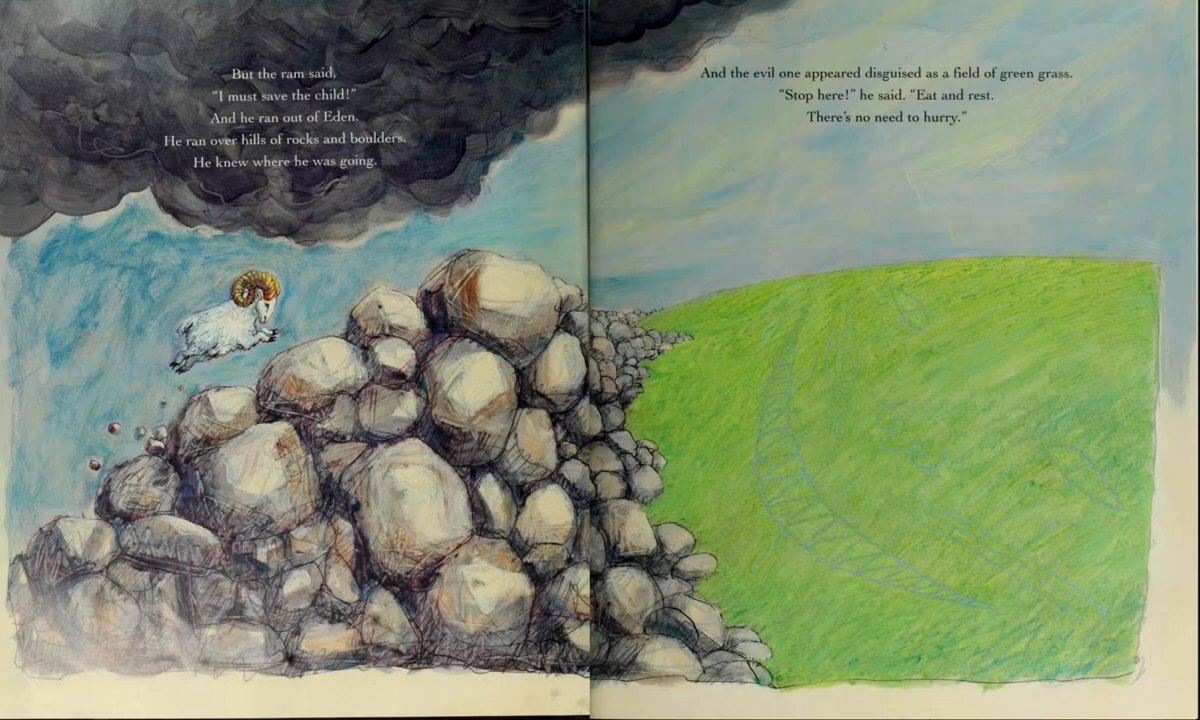 But the ram said,
“I must save the child!”
And he ran out of Eden.
He ran over hills of rocks and boulders.
He knew where he was going.
And the evil one appeared disguised as a field of green grass.
“Stop here!” he said. “Eat and rest.
There’s no need to hurry.”